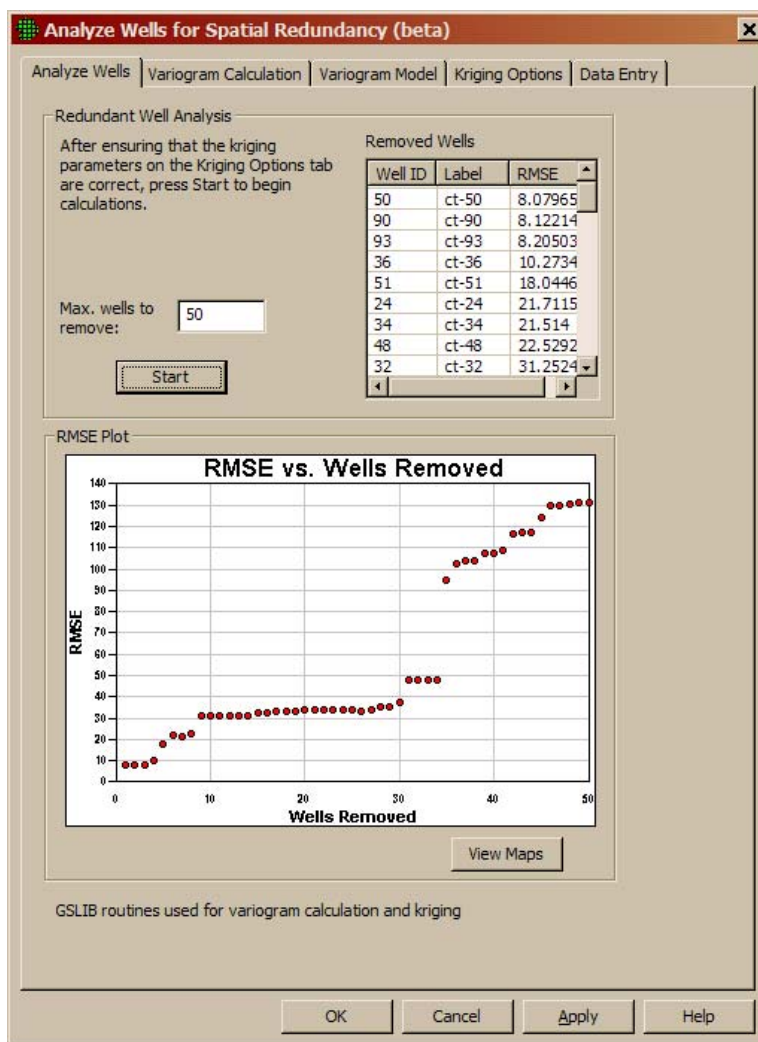 Analyze Wells for Spatial Redundancy (beta)
Analyze Wells Variogram Calculation Variogram Model Kriging Options Data Entry
Redundant Well Analysis
After ensuring that the kriging
parameters on the Kriging Options tab
are correct, press Start to begin
calculations.
Max. wells to
remove:
50
Start
Removed Wells
Well ID Label RMSE
50 ct-50 8.07965
90 ct-90 8.12214
93 ct-93 8.20503
36 ct-36 10.2734
51 ct-51 18.0446
24 ct-24 21.7115
34 ct-34 21.514
48 ct-48 22.5292
32 ct-32 31.2524
RMSE Plot
RMSE vs. Wells Removed
140
130
120
110
100
90
80
70
60
50
40
30
20
10
0
RMSE
0 10 20 30 40 50
Wells Removed
View Maps
GSLIB routines used for variogram calculation and kriging
OK Cancel Apply Help